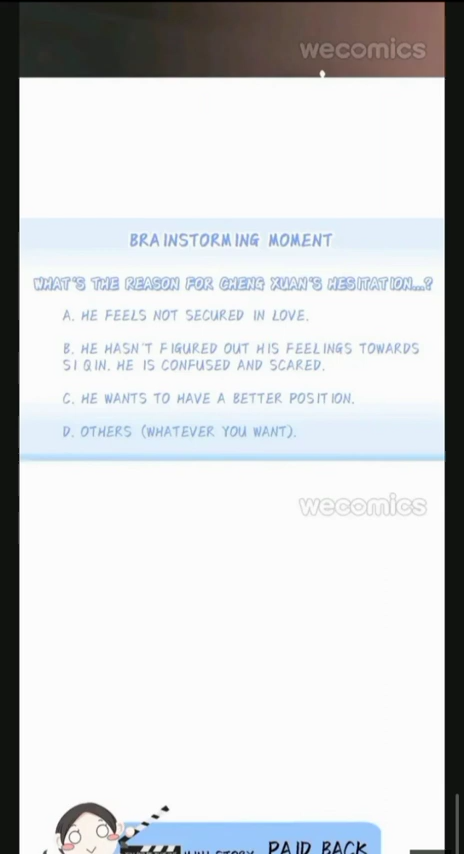 wecomics
BRAINSTORMING MOMENT
WHAT'S THE REASON FOR CHENG XUAN'S HESITATION...?
A. HE FEELS NOT SECURED IN LOVE.
B. HE HASN'T FIGURED OUT HIS FEELINGS TOWARDS
SI QIN. HE IS CONFUSED AND SCARED.
C. HE WANTS TO HAVE A BETTER POSITION.
D. OTHERS (WHATEVER YOU WANT).
wecomics
STORY PAID BACK